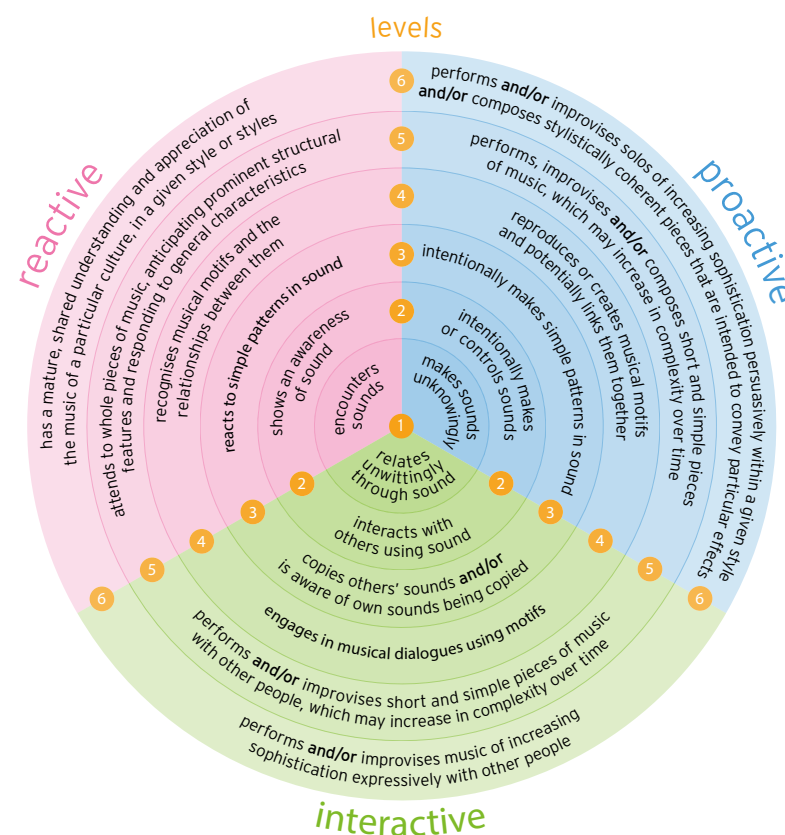 levels
reactive
proactive
interactive
6
5
4
3
2
1
2
3
4
5
6
2
3
4
5
6
has a mature, shared understanding and appreciation of
the music of a particular culture, in a given style or styles
attends to whole pieces of music, anticipating prominent structural
features and responding to general characteristics
recognises musical motifs and the
relationships between them
reacts to simple patterns in sound
shows an awareness
of sound
encounters
sounds
performs and/or improvises solos of increasing sophistication persuasively within a given style
and/or composes stylistically coherent pieces that are intended to convey particular effects
performs, improvises and/or composes short and simple pieces
of music, which may increase in complexity over time
reproduces or creates musical motifs
and potentially links them together
intentionally makes simple patterns in sound
intentionally makes
or controls sounds
makes sounds
unknowingly
relates
unwittingly
through sound
interacts with
others using sound
copies others' sounds and/or
is aware of own sounds being copied
engages in musical dialogues using motifs
performs and/or improvises short and simple pieces of music
with other people, which may increase in complexity over time
performs and/or improvises music of increasing
sophistication expressively with other people